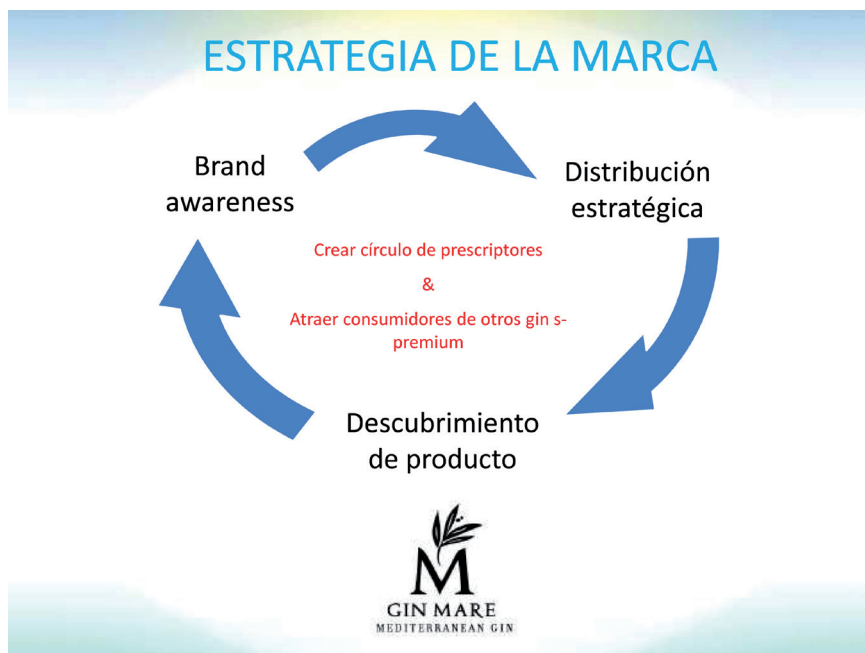 ESTRATEGIA DE LA MARCA
Brand
awareness
Distribución
estratégica
Crear círculo de prescriptores
&
Atraer consumidores de otros gin s-
premium
Descubrimiento
de producto
M
GIN MARE
MEDITERRANEAN GIN